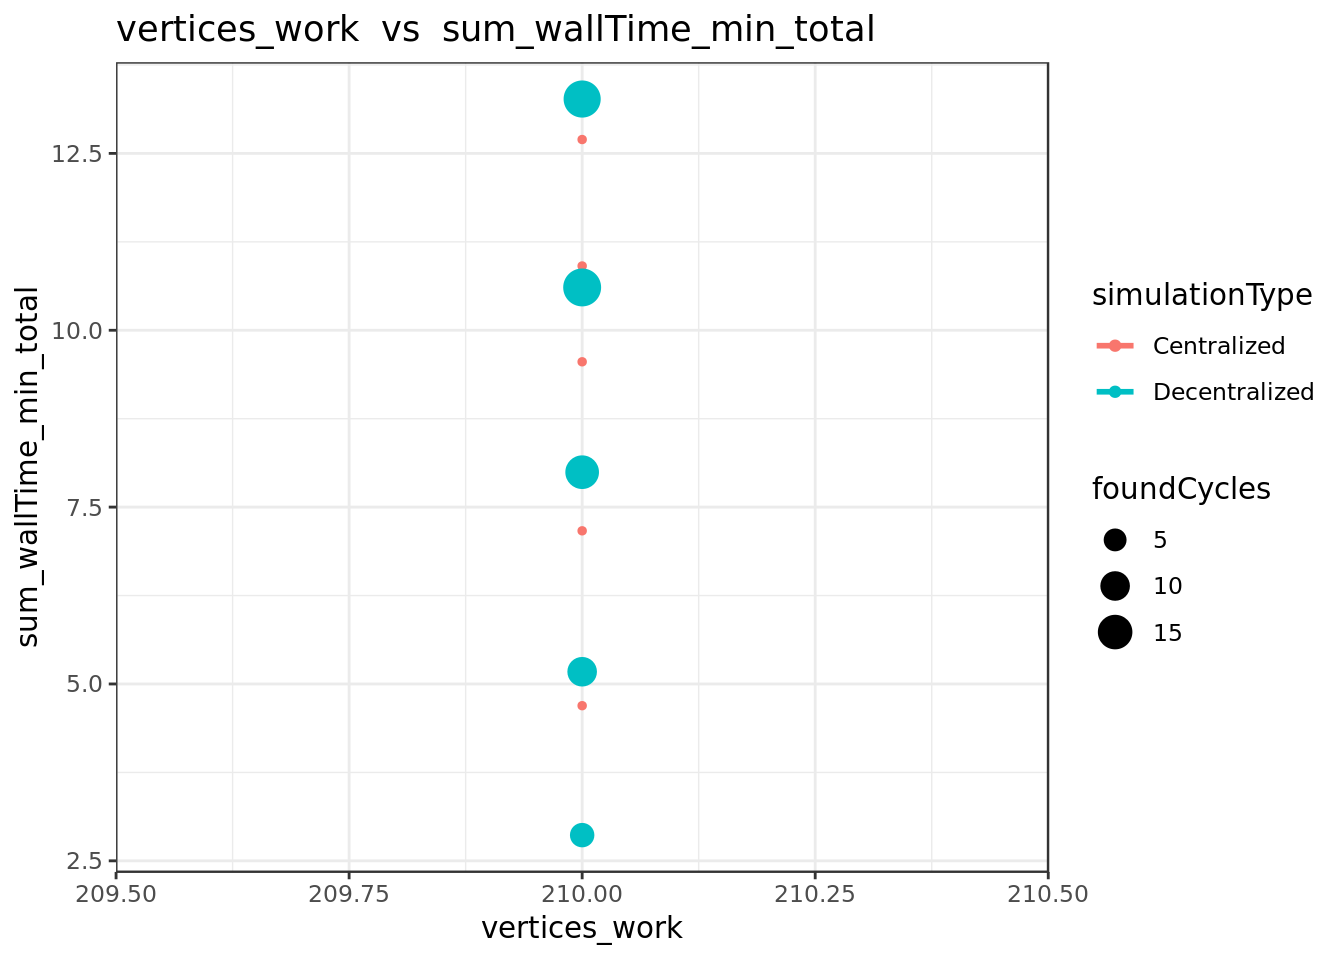 vertices_work vs sum_wallTime_min_total
sum_wallTime_min_total
12.5
10.0
7.5
5.0
2.5
209.50 209.75 210.00 210.25 210.50
vertices_work
simulationType
Centralized
Decentralized
foundCycles
5
10
15